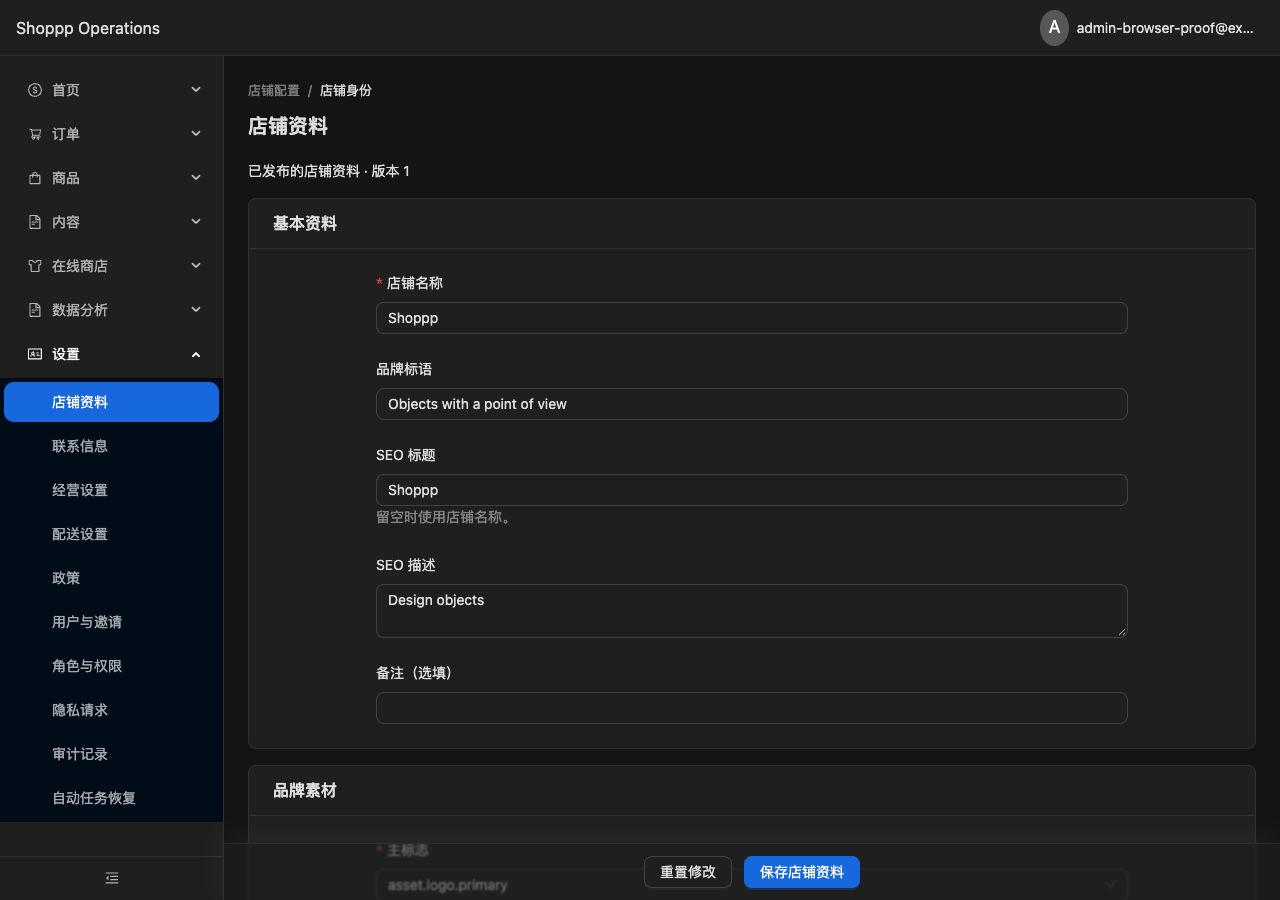 Shoppp Operations
A
admin-browser-proof@ex...
首页
订单
商品
内容
在线商店
数据分析
设置
店铺资料
联系信息
经营设置
配送设置
政策
用户与邀请
角色与权限
隐私请求
审计记录
自动任务恢复
店铺配置 / 店铺身份
店铺资料
已发布的店铺资料 · 版本 1
基本资料
* 店铺名称
Shoppp
品牌标语
Objects with a point of view
SEO 标题
Shoppp
留空时使用店铺名称。
SEO 描述
Design objects
备注（选填）
品牌素材
* 主标志
asset.logo.primary
重置修改
保存店铺资料